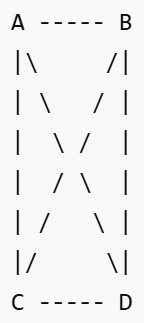 A ----- B
|\     /|
| \   / |
|  \ /  |
|  / \  |
| /   \ |
|/     \|
C ----- D